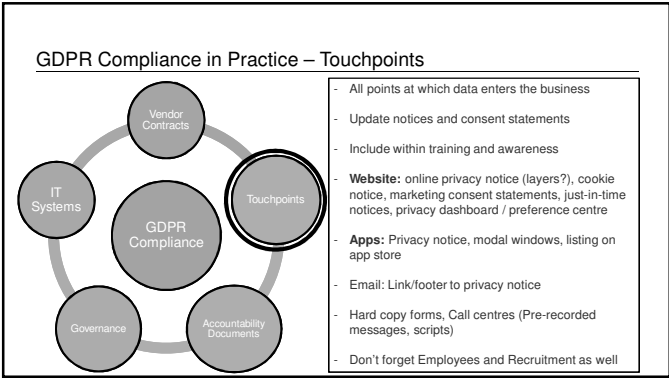 GDPR Compliance in Practice – Touchpoints
Vendor
Contracts
IT
Systems
Touchpoints
GDPR
Compliance
Governance
Accountability
Documents
- All points at which data enters the business
- Update notices and consent statements
- Include within training and awareness
- Website: online privacy notice (layers?), cookie
notice, marketing consent statements, just-in-time
notices, privacy dashboard / preference centre
- Apps: Privacy notice, modal windows, listing on
app store
- Email: Link/footer to privacy notice
- Hard copy forms, Call centres (Pre-recorded
messages, scripts)
- Don’t forget Employees and Recruitment as well